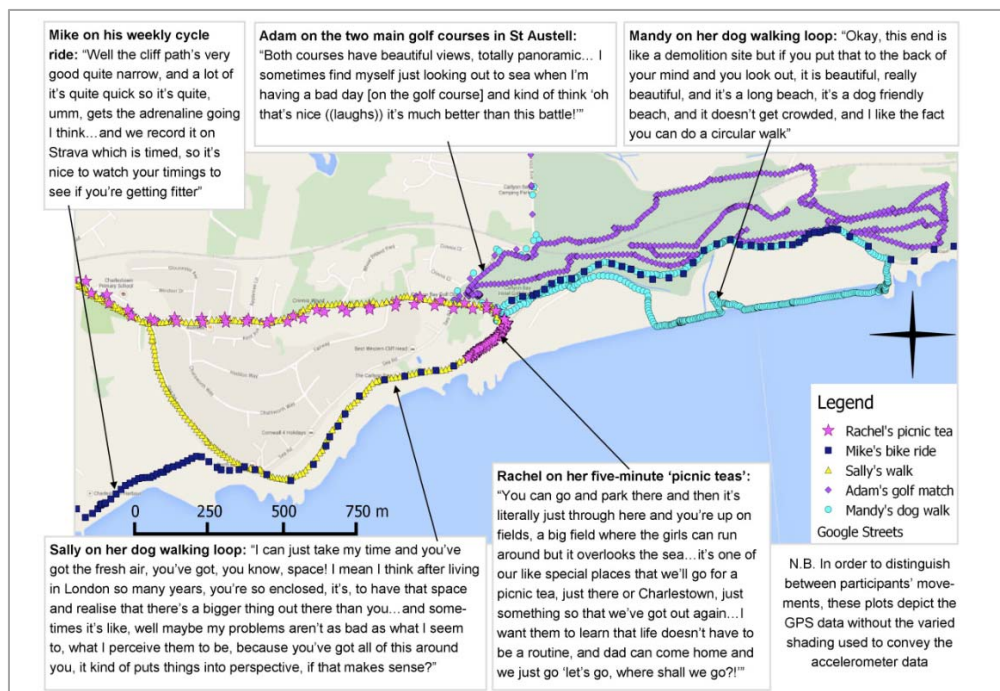 Mike on his weekly cycle
ride: “Well the cliff path’s very
good quite narrow, and a lot of
it’s quite quick so it’s quite,
umm, gets the adrenaline going
I think…and we record it on
Strava which is timed, so it’s
nice to watch your timings to
see if you’re getting fitter”
Adam on the two main golf courses in St Austell:
“Both courses have beautiful views, totally panoramic… I
sometimes find myself just looking out to sea when I’m
having a bad day [on the golf course] and kind of think ‘oh
that’s nice ((laughs)) it’s much better than this battle!’”
Mandy on her dog walking loop: “Okay, this end is
like a demolition site but if you put that to the back of
your mind and you look out, it is beautiful, really
beautiful, and it’s a long beach, it’s a dog friendly
beach, and it doesn’t get crowded, and I like the fact
you can do a circular walk”
Charlestown
Primary School
Sea Rd
The Carlyon
Cornwall 4 Holidays
0 250 500 750 m
Legend
Rachel's picnic tea
Mike's bike ride
Sally's walk
Adam's golf match
Mandy's dog walk
Google Streets
Sally on her dog walking loop: “I can just take my time and you’ve
got the fresh air, you’ve got, you know, space! I mean I think after living
in London so many years, you’re so enclosed, it’s, to have that space
and realise that there’s a bigger thing out there than you…and some-
times it’s like, well maybe my problems aren’t as bad as what I seem
to, what I perceive them to be, because you’ve got all of this around
you, it kind of puts things into perspective, if that makes sense?”
Rachel on her five-minute ‘picnic teas’:
“You can go and park there and then it’s
literally just through here and you’re up on
fields, a big field where the girls can run
around but it overlooks the sea…it’s one of
our like special places that we’ll go for a
picnic tea, just there or Charlestown, just
something so that we’ve got out again…I
want them to learn that life doesn’t have to
be a routine, and dad can come home and
we just go ‘let’s go, where shall we go?!’”
N.B. In order to distinguish
between participants’ move-
ments, these plots depict the
GPS data without the varied
shading used to convey the
accelerometer data